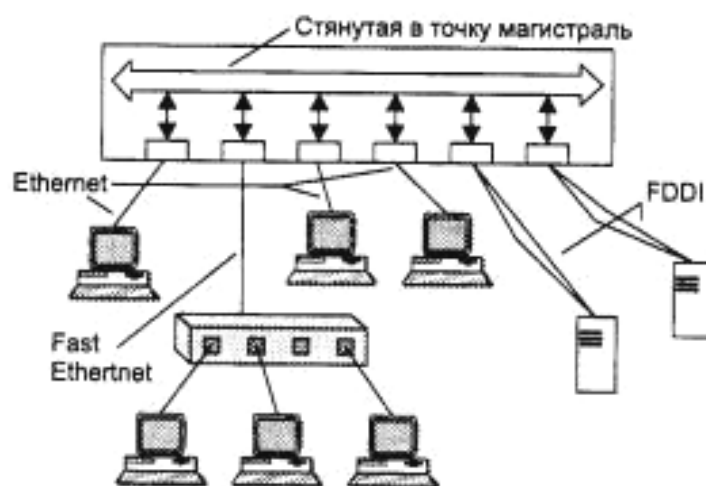 Стянутая в точку магистраль
Ethernet
FDDI
Fast
Ethertnet